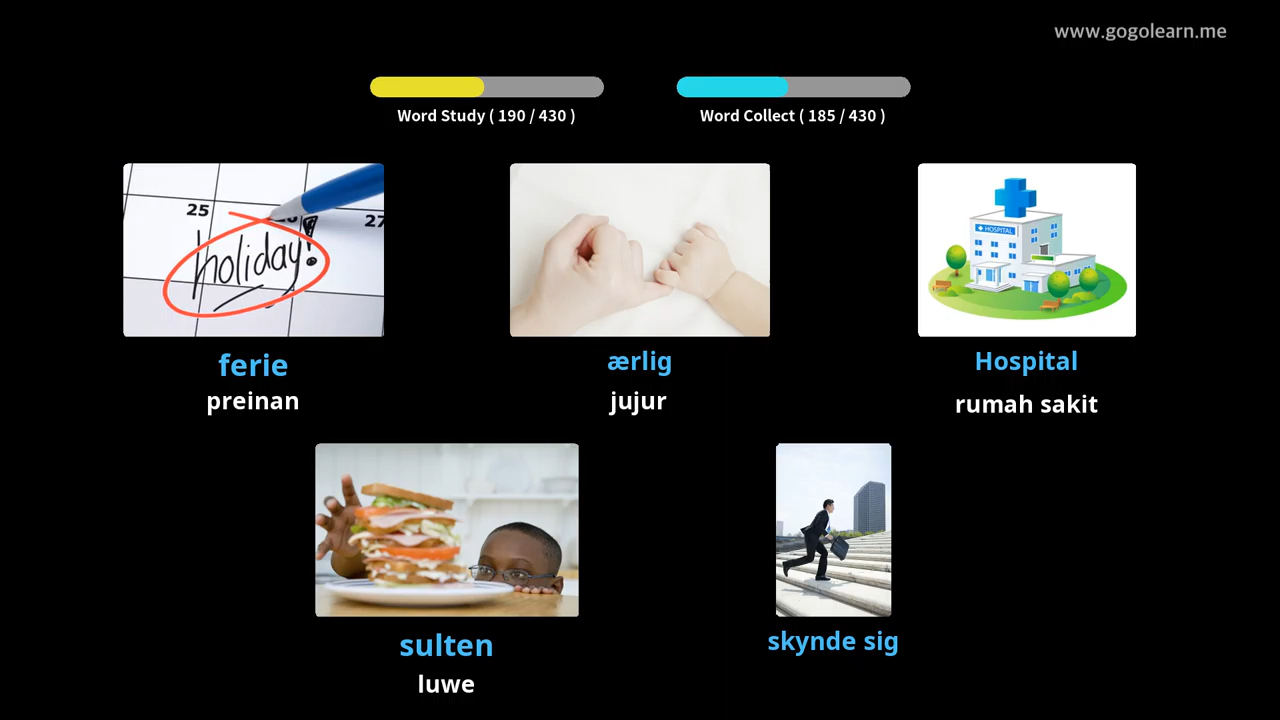 www.gogolearn.me
Word Study ( 190 / 430 )
Word Collect ( 185 / 430 )
25
27
holiday!
HOSPITAL
ferie
ærlig
Hospital
preinan
jujur
rumah sakit
sulten
skynde sig
luwe